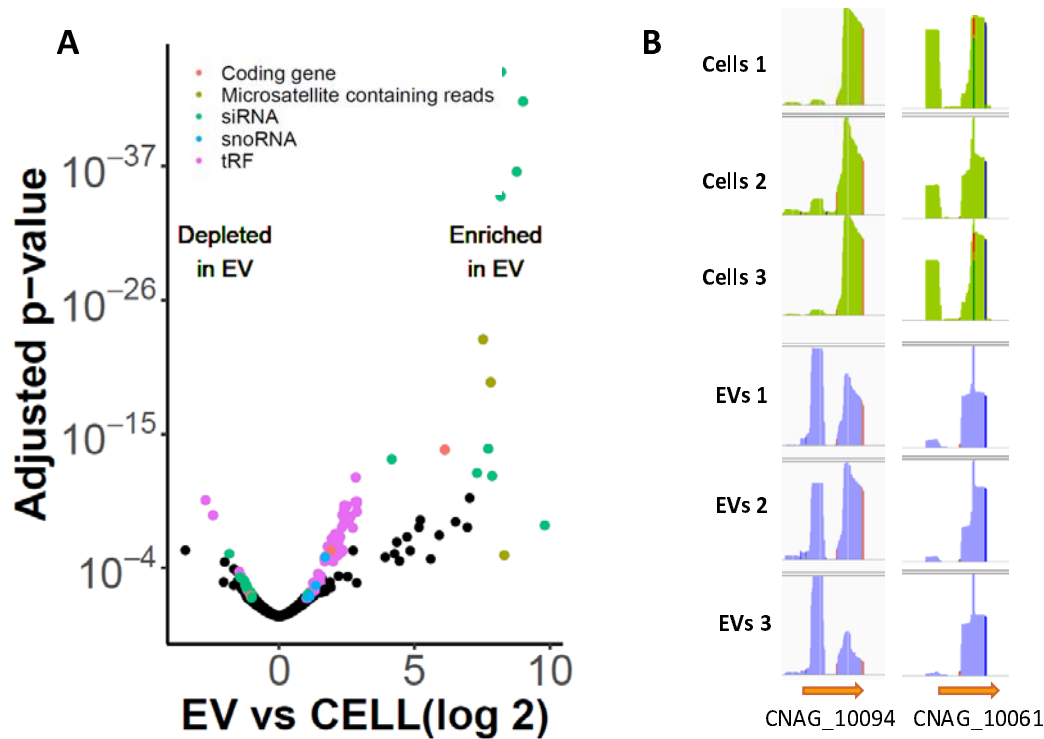 A
Adjusted p−value
10−37
10−26
10−15
10−4
Coding gene
Microsatellite containing reads
siRNA
snoRNA
tRF
Depleted
in EV
Enriched
in EV
0
5
10
EV vs CELL(log 2)
B
Cells 1
Cells 2
Cells 3
EVs 1
EVs 2
EVs 3
CNAG_10094
CNAG_10061